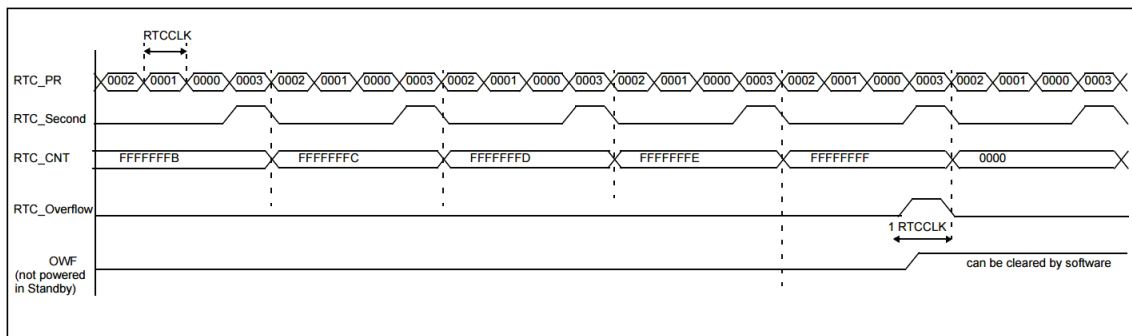 RTCCLK
RTC_PR 0002 0001 0000 0003 0002 0001 0000 0003 0002 0001 0000 0003 0002 0001 0000 0003 0002 0001 0000 0003 0002 0001 0000 0003
RTC_Second
RTC_CNT FFFFFFFB FFFFFFFC FFFFFFFD FFFFFFFE FFFFFFFF 0000
RTC_Overflow
1 RTCCLK
OWF
(not powered
in Standby)
can be cleared by software